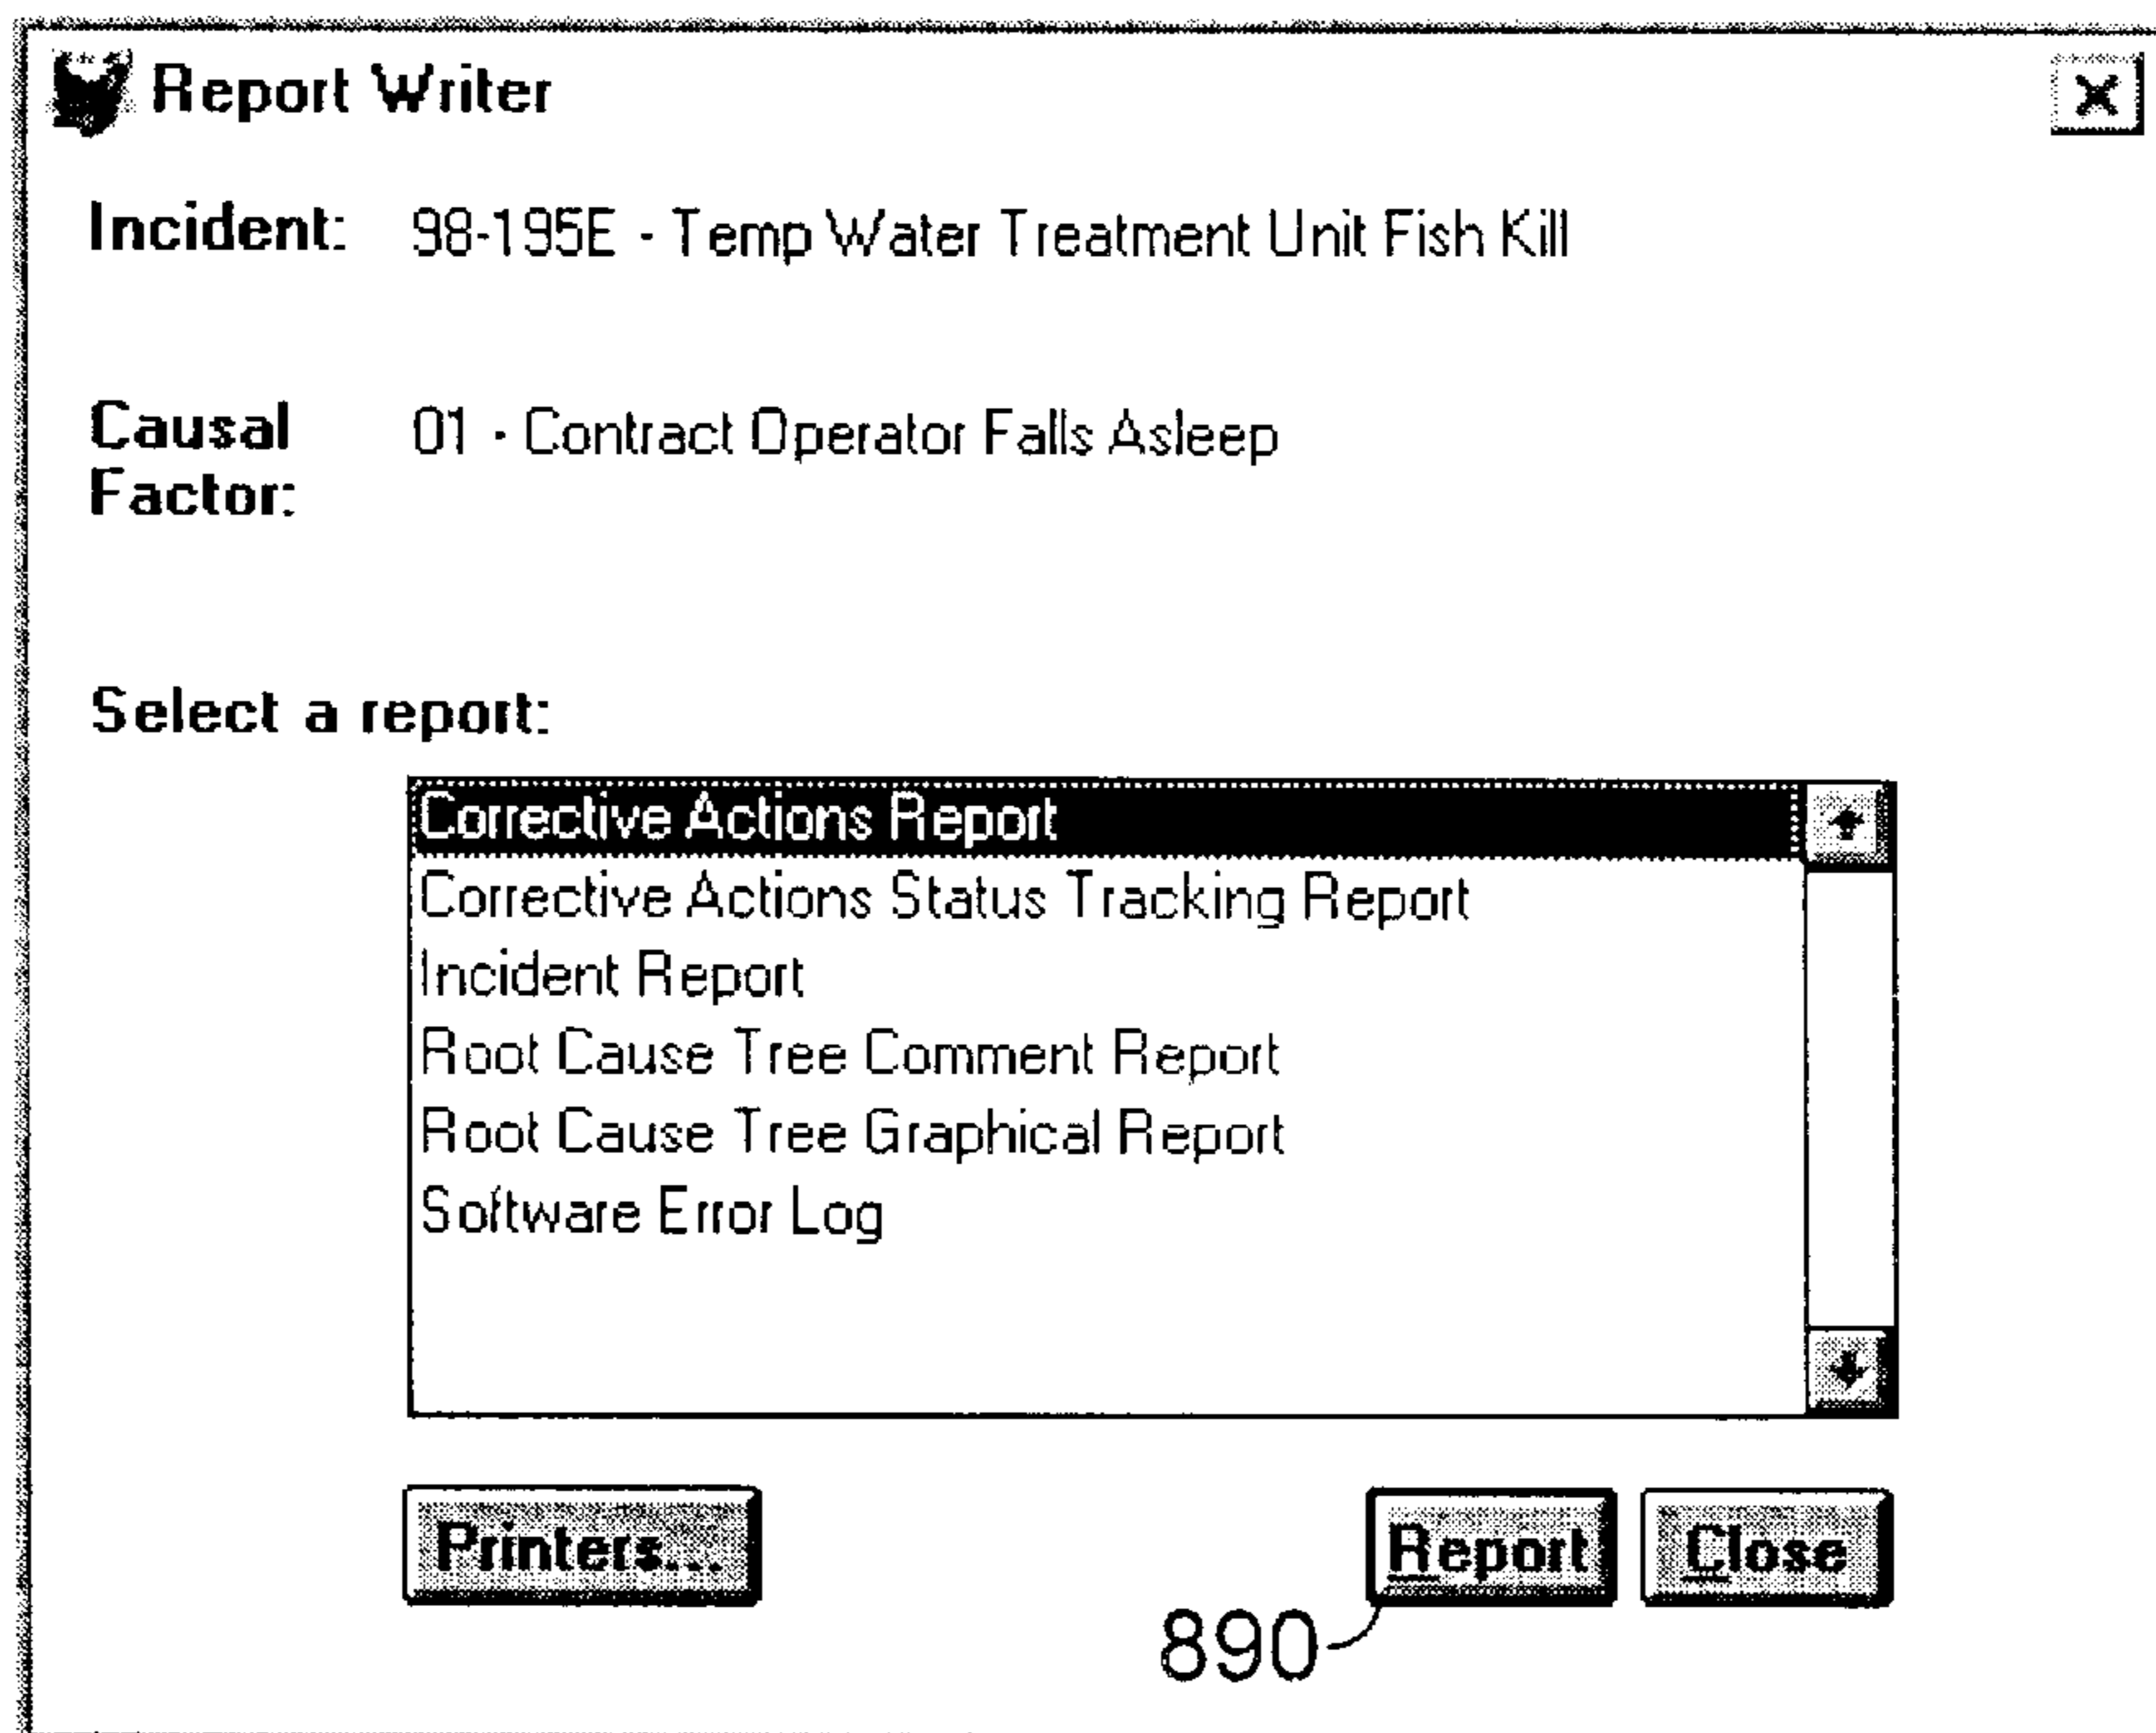 Report Writer
Incident: 98-195E - Temp Water Treatment Unit Fish Kill
Causal Factor: 01 - Contract Operator Falls Asleep
Select a report:
Corrective Actions Report
Corrective Actions Status Tracking Report
Incident Report
Root Cause Tree Comment Report
Root Cause Tree Graphical Report
Software Error Log
Printers... Report Close
890